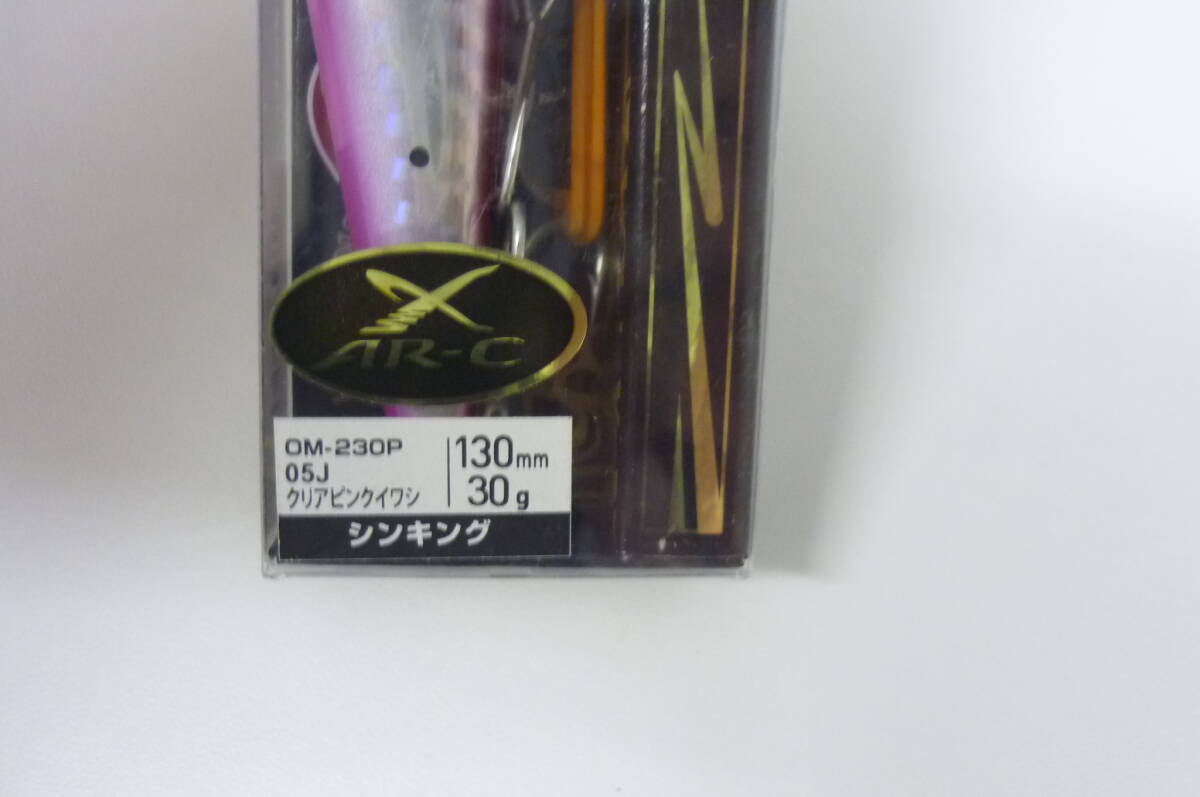 AR-C
OM-230P
05J
クリアピンクイワシ
130mm
30g
シンキング